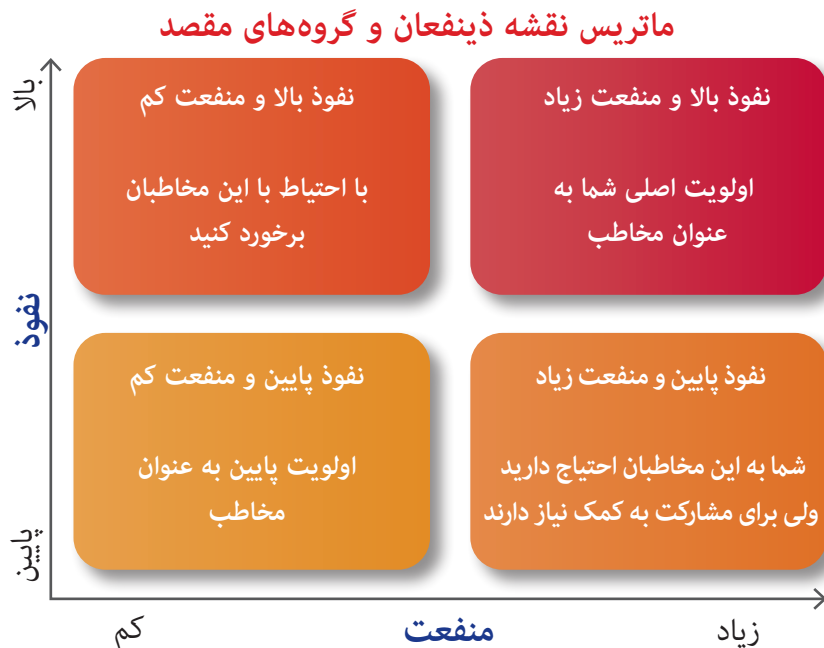 ماتریس نقشه ذینفعان و گروه‌های مقصد
بالا
نفوذ بالا و منفعت زیاد
اولویت اصلی شما به
عنوان مخاطب
نفوذ بالا و منفعت کم
با احتیاط با این مخاطبان
برخورد کنید
نفوذ
نفوذ پایین و منفعت زیاد
شما به این مخاطبان احتیاج دارید
ولی برای مشارکت به کمک نیاز دارند
نفوذ پایین و منفعت کم
اولویت پایین به عنوان
مخاطب
پایین
زیاد
منفعت
کم